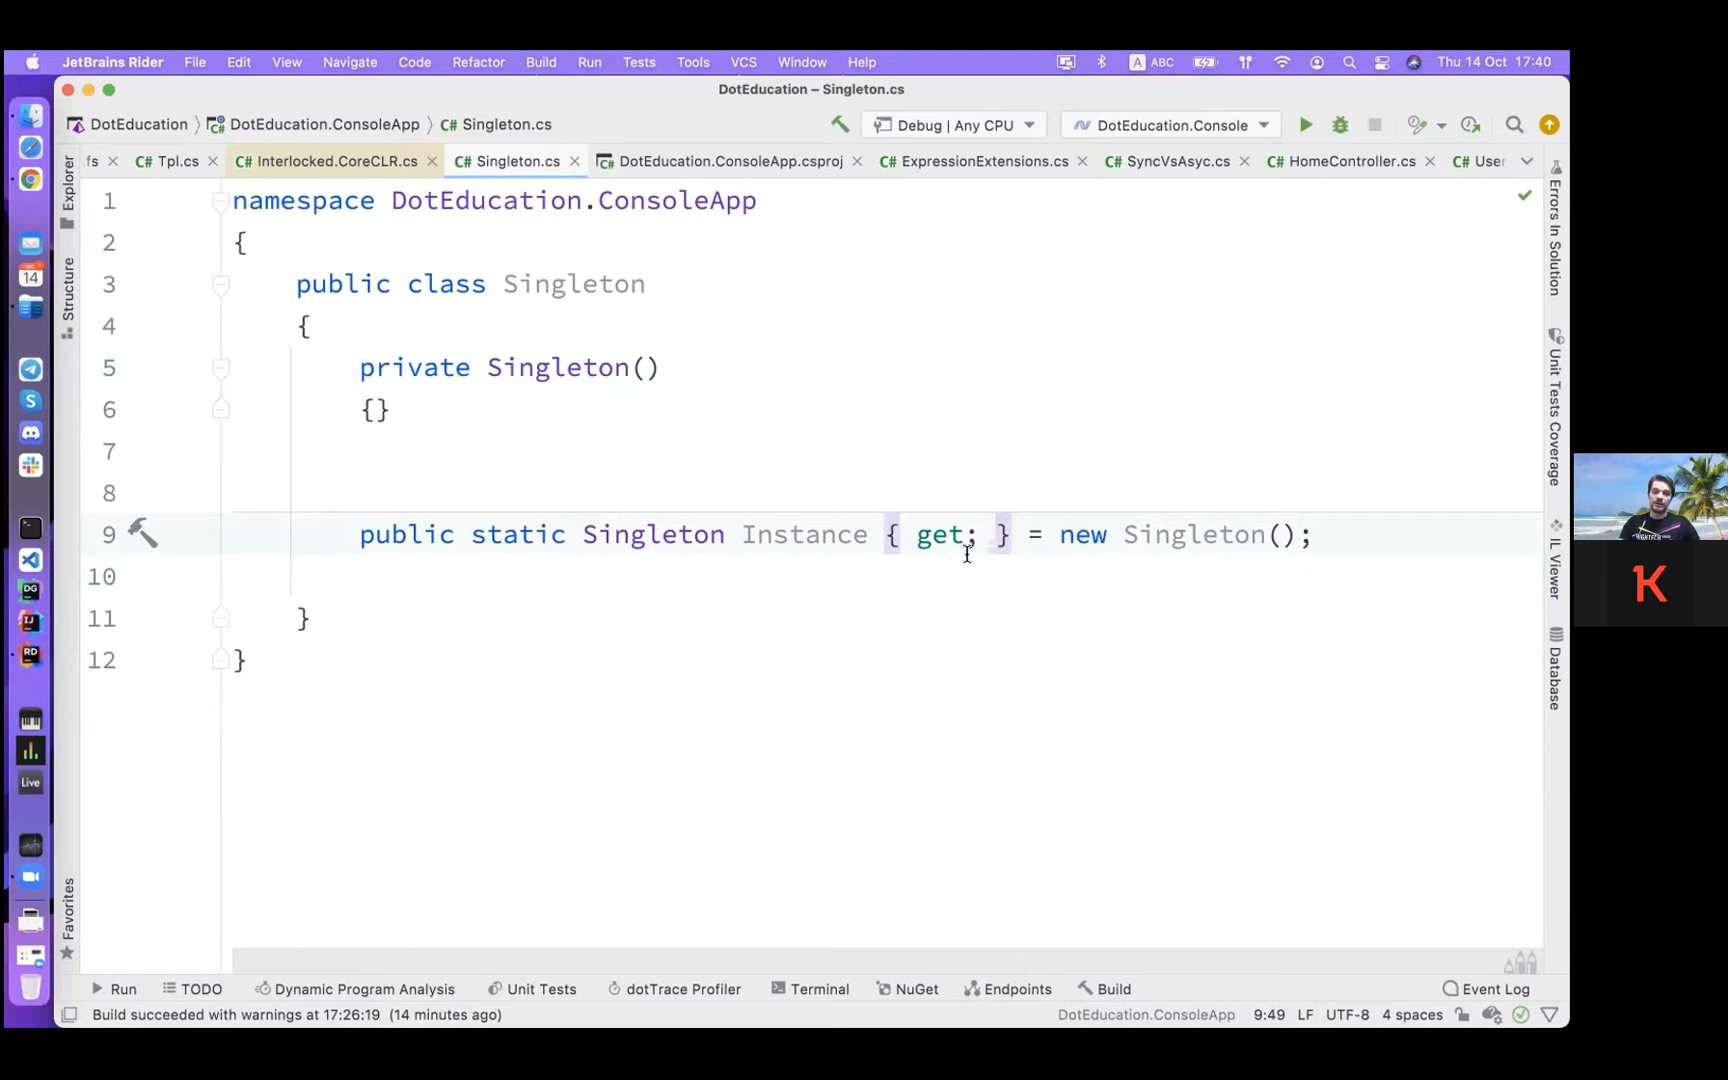 JetBrains Rider File Edit View Navigate Code Refactor Build Run Tests Tools VCS Window Help A ABC Thu 14 Oct 17:40
DotEducation – Singleton.cs
DotEducation DotEducation.ConsoleApp C# Singleton.cs Debug | Any CPU DotEducation.Console
.fs C# Tpl.cs C# Interlocked.CoreCLR.cs C# Singleton.cs DotEducation.ConsoleApp.csproj C# ExpressionExtensions.cs C# SyncVsAsyc.cs C# HomeController.cs C# User
Explorer
Structure
Favorites
1 namespace DotEducation.ConsoleApp
2 {
3 public class Singleton
4 {
5 private Singleton()
6 {}
7
8
9 public static Singleton Instance { get; } = new Singleton();
10
11 }
12 }
Errors In Solution
Unit Tests Coverage
IL Viewer
Database
14
DG
IJ
RD
Live
K
Run TODO Dynamic Program Analysis Unit Tests dotTrace Profiler Terminal NuGet Endpoints Build Event Log
Build succeeded with warnings at 17:26:19 (14 minutes ago) DotEducation.ConsoleApp 9:49 LF UTF-8 4 spaces